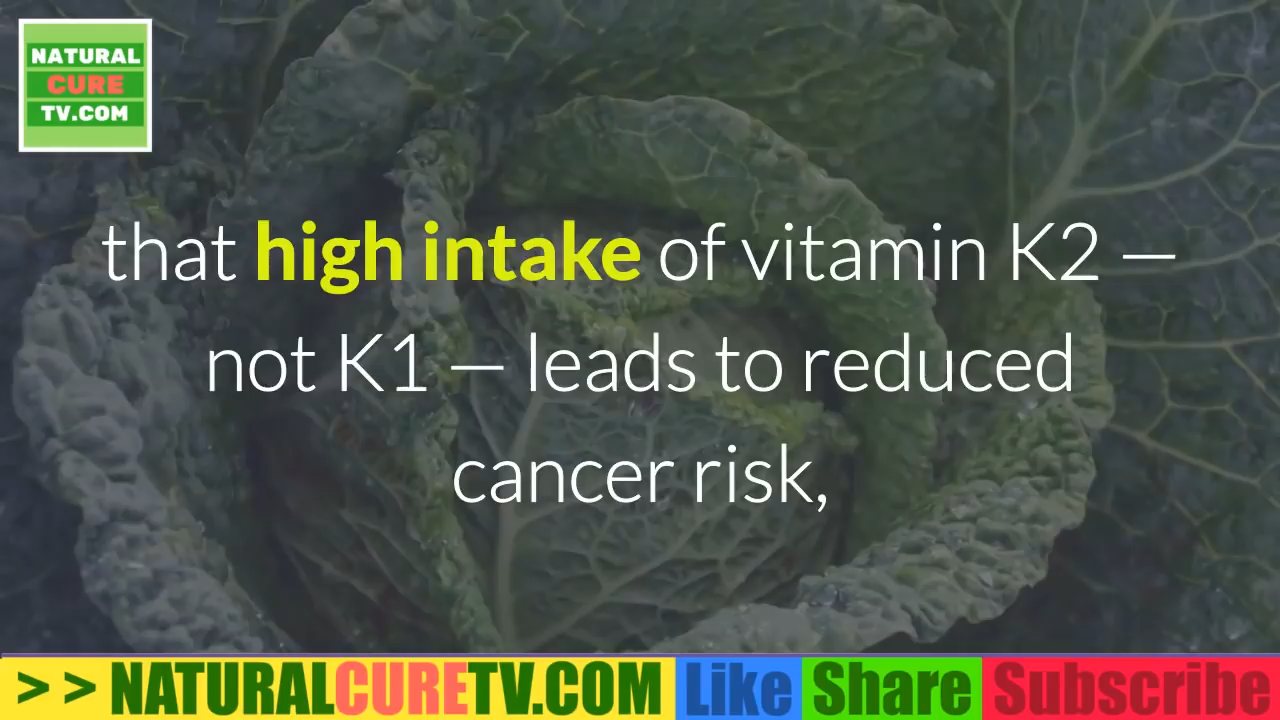 NATURAL
CURE
TV.COM
that high intake of vitamin K2 —
not K1 — leads to reduced
cancer risk,
> > NATURALCURETV.COM Like Share Subscribe